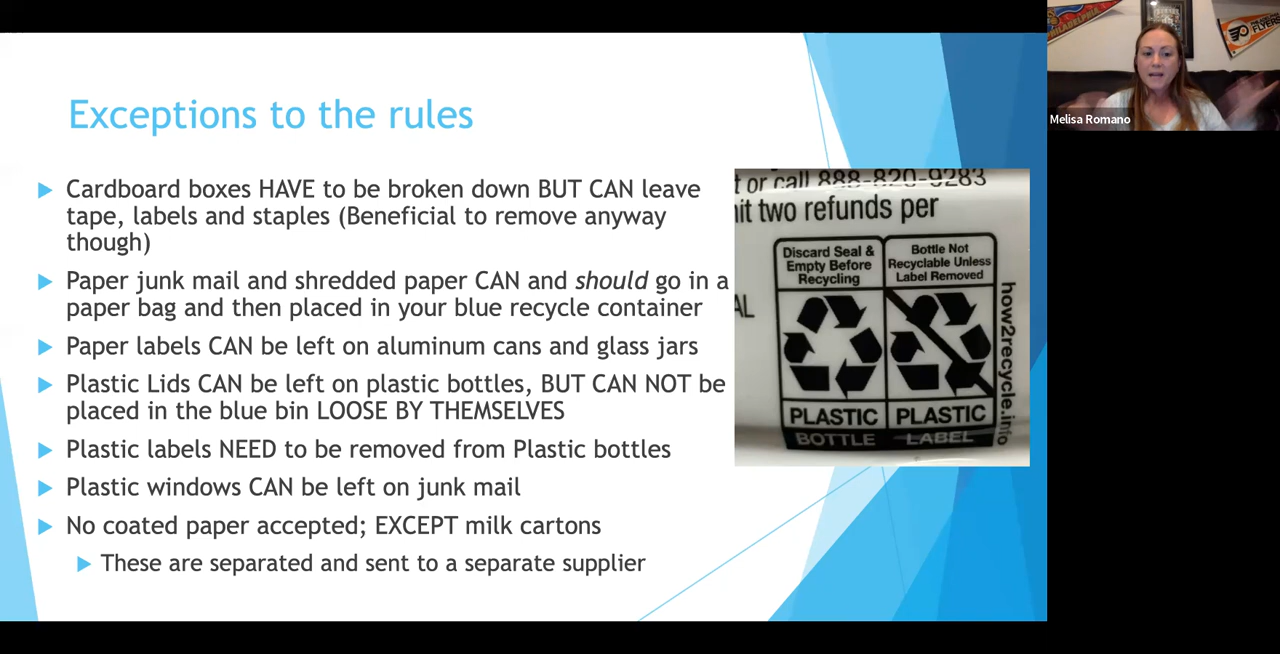 Exceptions to the rules
Cardboard boxes HAVE to be broken down BUT CAN leave
tape, labels and staples (Beneficial to remove anyway
though)
Paper junk mail and shredded paper CAN and should go in a
paper bag and then placed in your blue recycle container
Paper labels CAN be left on aluminum cans and glass jars
Plastic Lids CAN be left on plastic bottles, BUT CAN NOT be
placed in the blue bin LOOSE BY THEMSELVES
Plastic labels NEED to be removed from Plastic bottles
Plastic windows CAN be left on junk mail
No coated paper accepted; EXCEPT milk cartons
These are separated and sent to a separate supplier
t or call 888-820-9283
it two refunds per
AL
Discard Seal &
Empty Before
Recycling
PLASTIC
BOTTLE
Bottle Not
Recyclable Unless
Label Removed
PLASTIC
LABEL
how2recycle.info
PHILADELPHIA
FLYERS
Melisa Romano